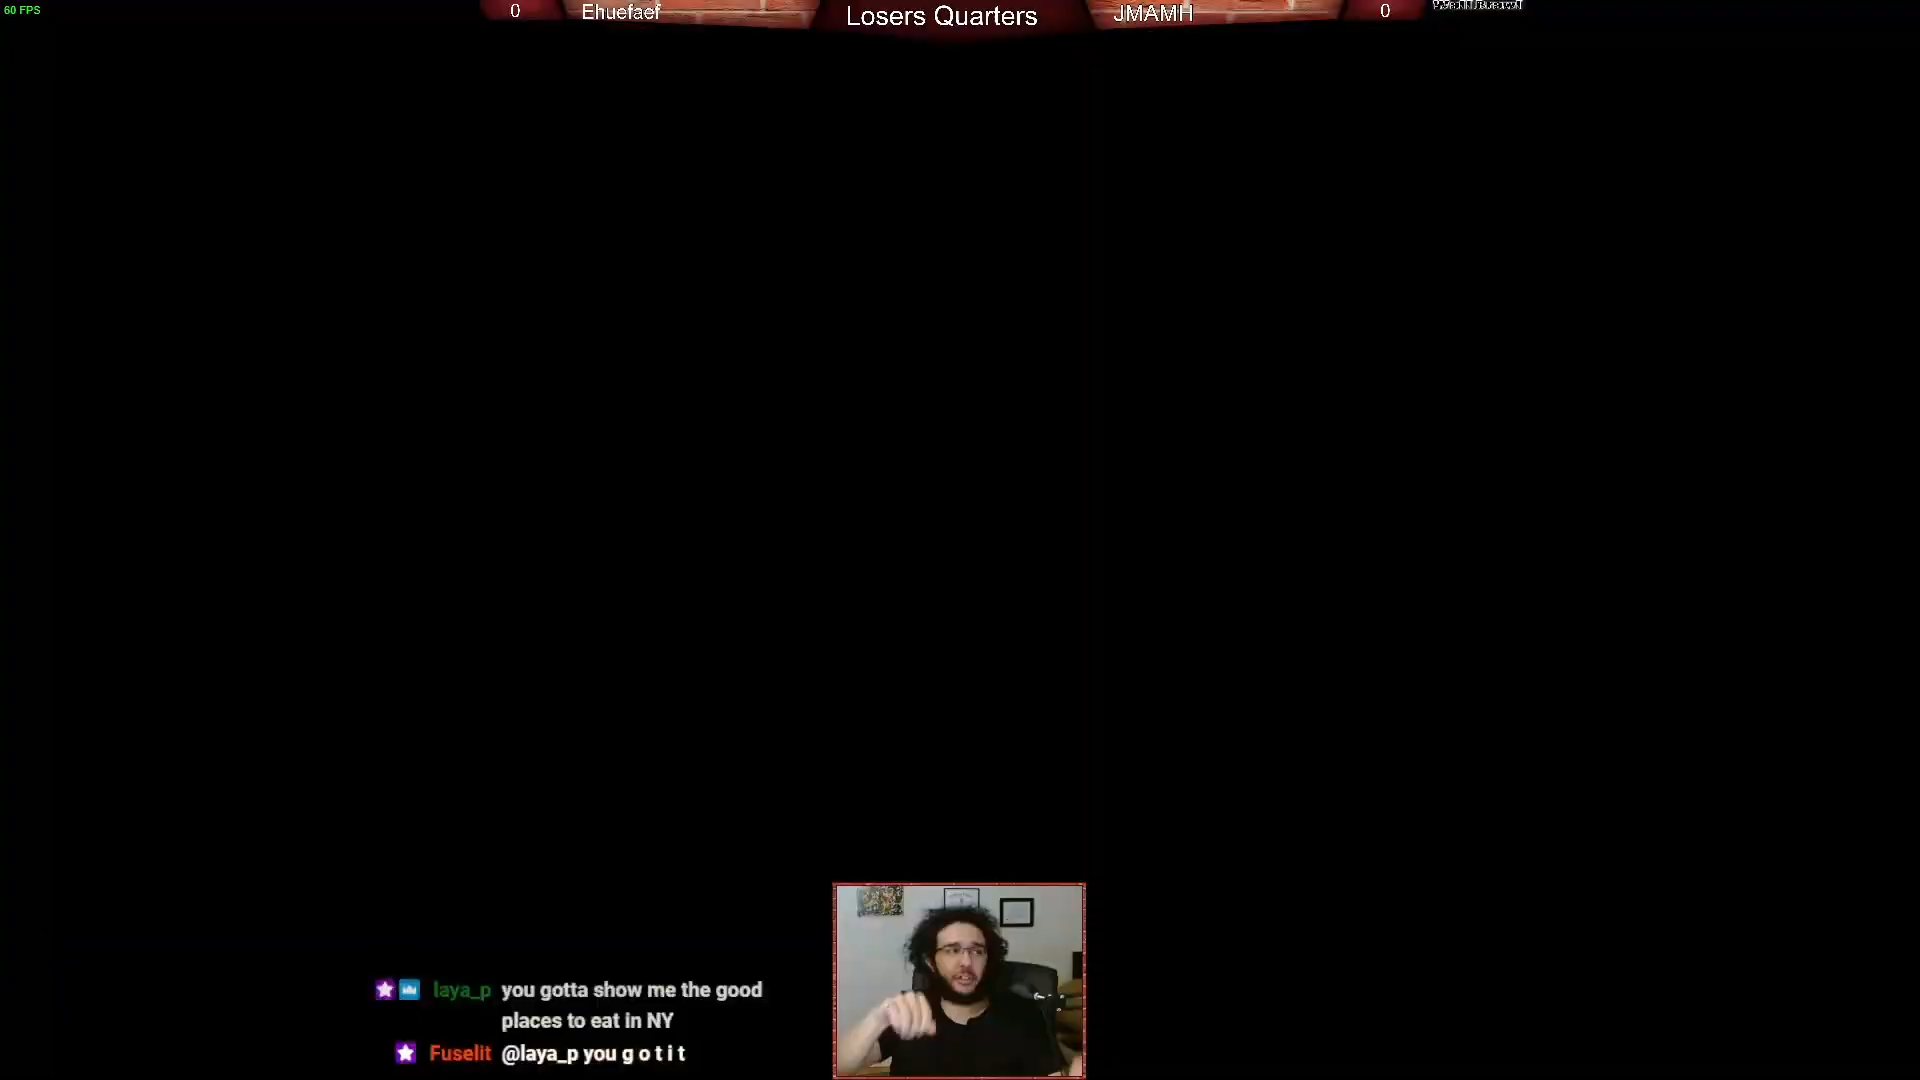 60 FPS
0 Ehuefaef Losers Quarters JMAMH 0
laya_p you gotta show me the good
places to eat in NY
Fuselit @laya_p you g o t i t